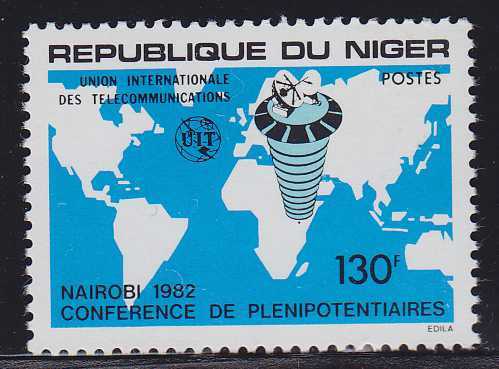 REPUBLIQUE DU NIGER
UNION INTERNATIONALE
DES TELECOMMUNICATIONS
POSTES
UIT
130F
NAIROBI 1982
CONFERENCE DE PLENIPOTENTIAIRES
EDILA